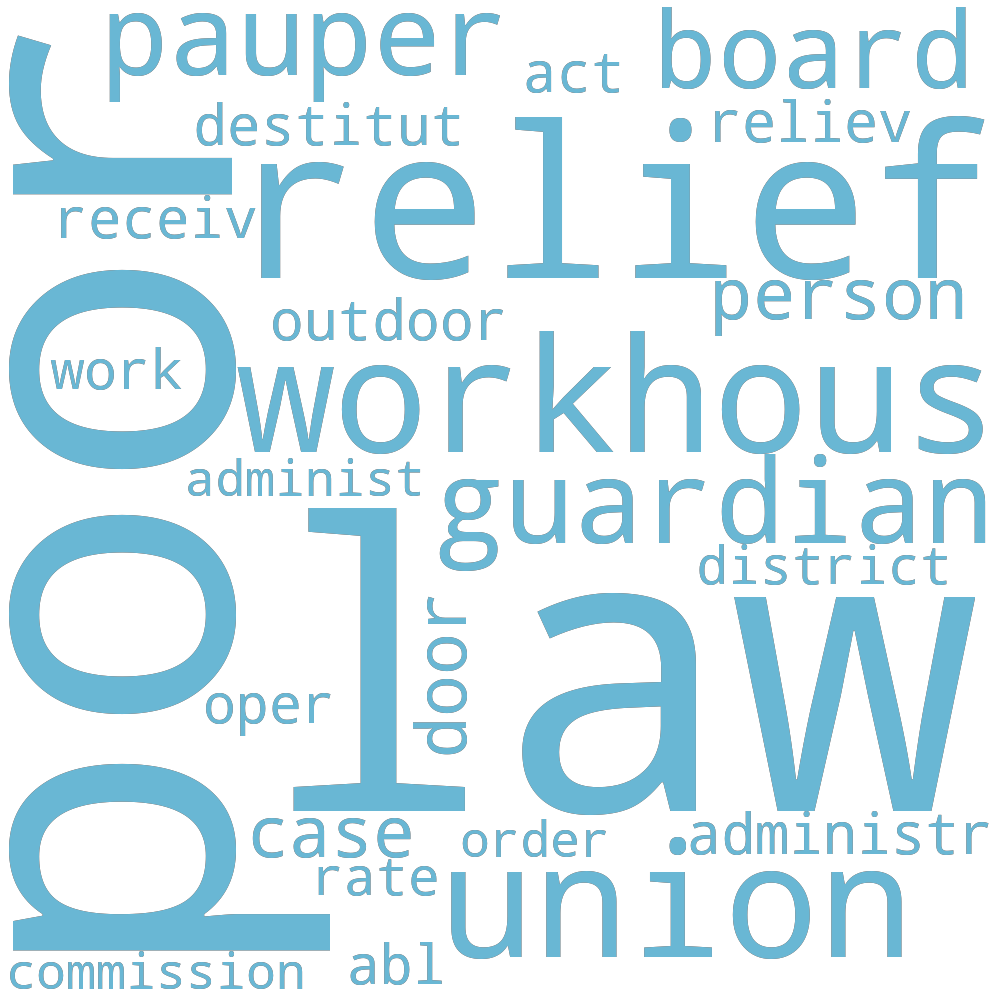 pauper
act
board
destitut
reliev
relief
receiv
poor
person
outdoor
work
workhous
administ
guardian
district
law
door
oper
case
order
administr
rate
union
commission
abl